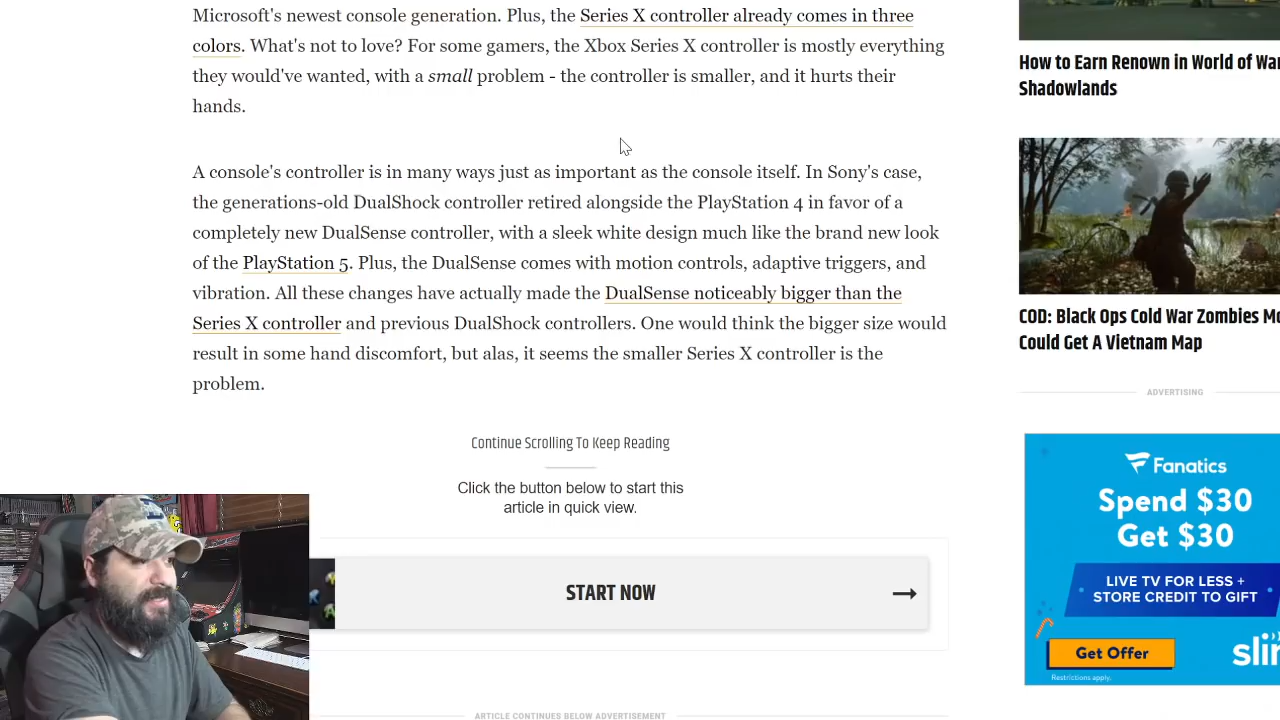 Microsoft's newest console generation. Plus, the Series X controller already comes in three
colors. What's not to love? For some gamers, the Xbox Series X controller is mostly everything
they would've wanted, with a small problem - the controller is smaller, and it hurts their
hands.
A console's controller is in many ways just as important as the console itself. In Sony's case,
the generations-old DualShock controller retired alongside the PlayStation 4 in favor of a
completely new DualSense controller, with a sleek white design much like the brand new look
of the PlayStation 5. Plus, the DualSense comes with motion controls, adaptive triggers, and
vibration. All these changes have actually made the DualSense noticeably bigger than the
Series X controller and previous DualShock controllers. One would think the bigger size would
result in some hand discomfort, but alas, it seems the smaller Series X controller is the
problem.
Continue Scrolling To Keep Reading
Click the button below to start this
article in quick view.
START NOW
ARTICLE CONTINUES BELOW ADVERTISEMENT
How to Earn Renown in World of War
Shadowlands
COD: Black Ops Cold War Zombies Mo
Could Get A Vietnam Map
ADVERTISING
Fanatics
Spend $30
Get $30
LIVE TV FOR LESS +
STORE CREDIT TO GIFT
Get Offer
slin
Restrictions apply.